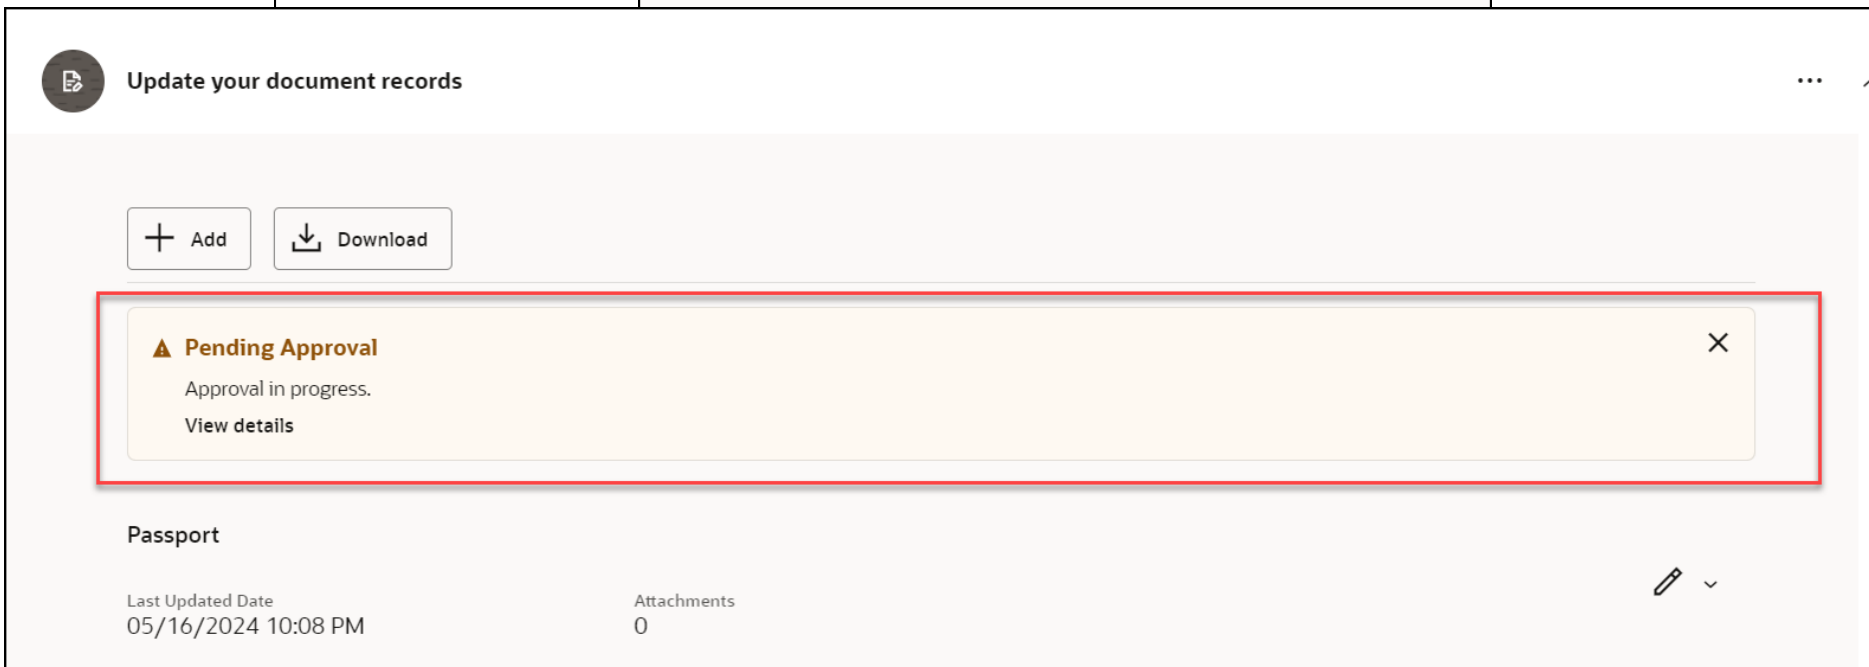 Update your document records
Add
Download
Pending Approval
Approval in progress.
View details
Passport
Last Updated Date
Attachments
05/16/2024 10:08 PM
0